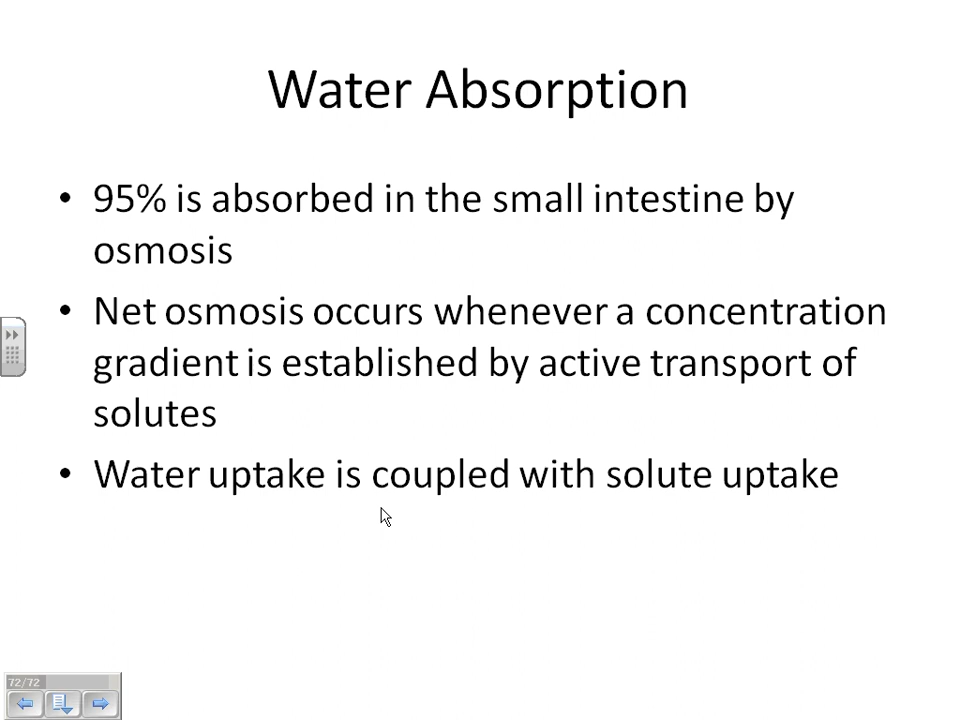 Water Absorption
• 95% is absorbed in the small intestine by
osmosis
• Net osmosis occurs whenever a concentration
gradient is established by active transport of
solutes
• Water uptake is coupled with solute uptake
72/72